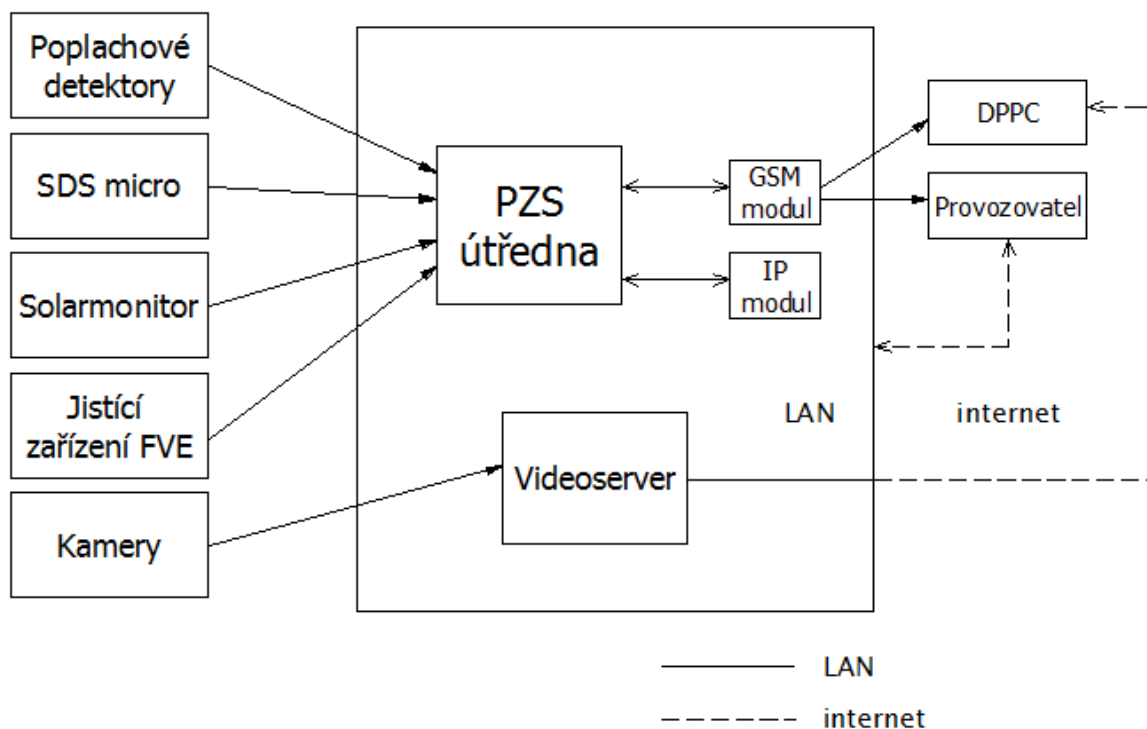 Poplachové
detektory
SDS micro
Solarmonitor
Jistící
zařízení FVE
Kamery
PZS
útředna
GSM
modul
IP
modul
Videoserver
LAN
DPPC
Provozovatel
internet
LAN
internet